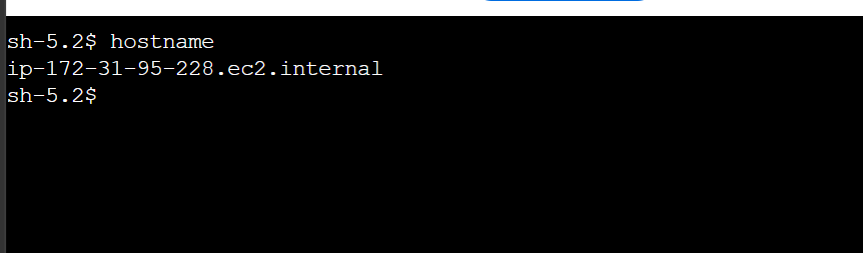 sh-5.2$ hostname
ip-172-31-95-228.ec2.internal
sh-5.2$